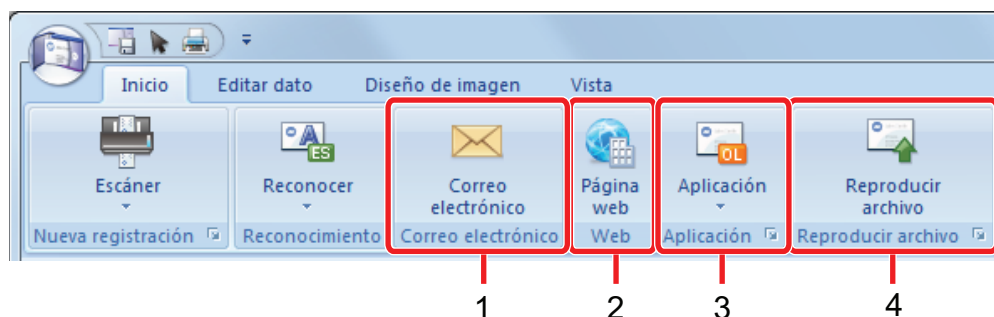 Inicio Editar dato Diseño de imagen Vista
ES
OL
Escáner Reconocer Correo electrónico Página web Aplicación Reproducir archivo
Nueva registración Reconocimiento Correo electrónico Web Aplicación Reproducir archivo
1 2 3 4